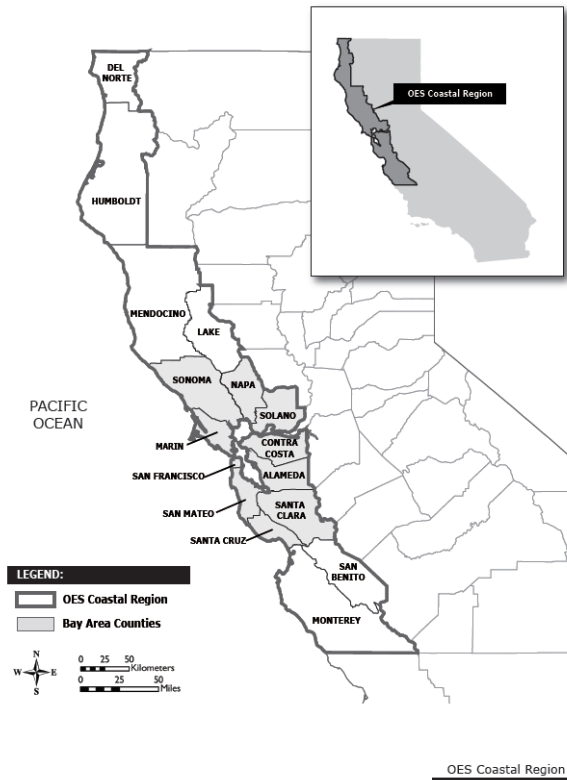 DEL
NORTE
OES Coastal Region
HUMBOLDT
MENDOCINO
LAKE
SONOMA
NAPA
PACIFIC
OCEAN
SOLANO
MARIN
CONTRA
COSTA
SAN FRANCISCO
ALAMEDA
SAN MATEO
SANTA
CLARA
SANTA CRUZ
SAN
BENITO
MONTEREY
LEGEND:
OES Coastal Region
Bay Area Counties
N
W E
S
0 25 50
Kilometers
0 25 50
Miles
OES Coastal Region